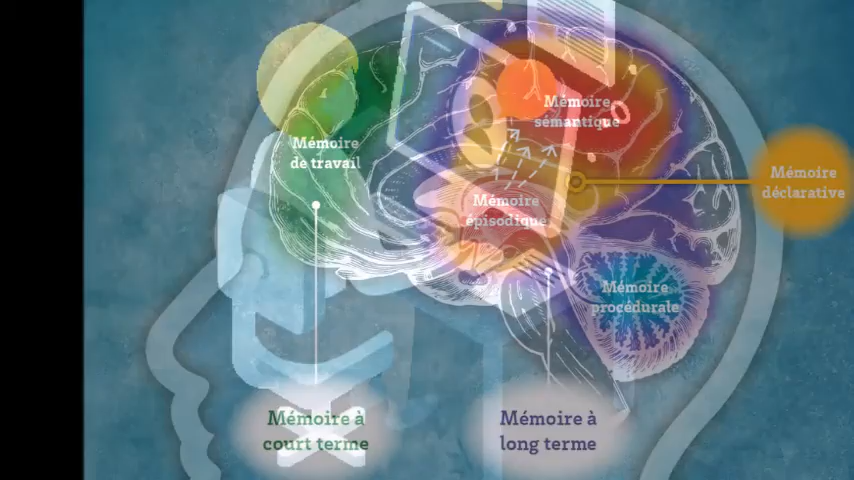 Mémoire
sémantique
Mémoire
de travail
Mémoire
déclarative
Mémoire
épisodique
Mémoire
procédurale
Mémoire à
court terme
Mémoire à
long terme